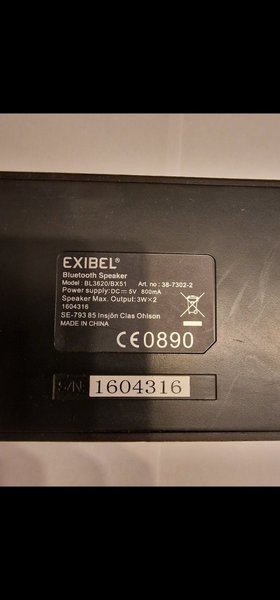 EXIBEL®
Bluetooth Speaker
Model : BL3620/BX51 Art. no : 38-7302-2
Power supply: DC ⎓ 5V 800mA
Speaker Max. Output: 3W×2
1604316
SE-793 85 Insjön Clas Ohlson
MADE IN CHINA
CE0890
S/N: 1604316